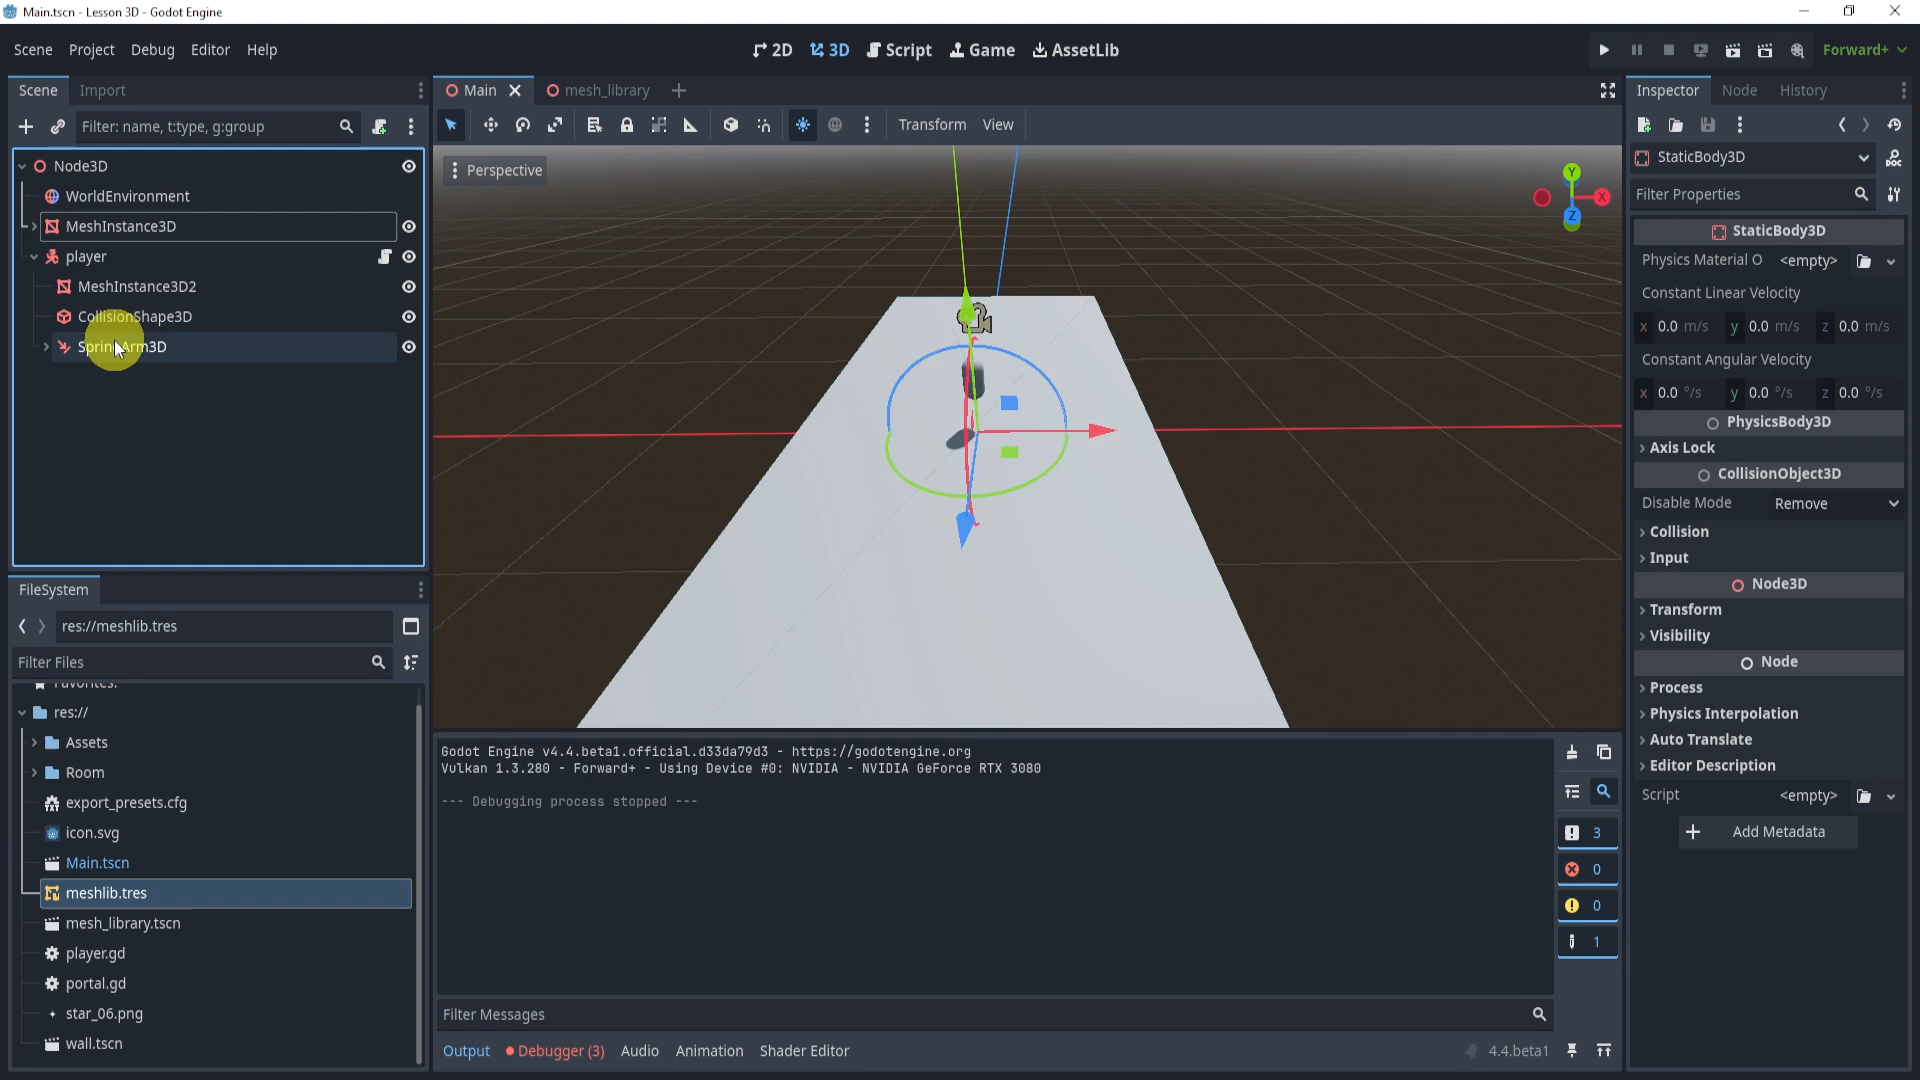 Main.tscn - Lesson 3D - Godot Engine
Scene Project Debug Editor Help
2D 3D Script Game AssetLib
Forward+
Scene Import
Filter: name, t:type, g:group
Node3D
WorldEnvironment
MeshInstance3D
player
MeshInstance3D2
CollisionShape3D
SpringArm3D
FileSystem
res://meshlib.tres
Filter Files
Favorites:
res://
Assets
Room
export_presets.cfg
icon.svg
Main.tscn
meshlib.tres
mesh_library.tscn
player.gd
portal.gd
star_06.png
wall.tscn
Main mesh_library
Transform View
Perspective
Y
X
Z
Godot Engine v4.4.beta1.official.d33da79d3 - https://godotengine.org
Vulkan 1.3.280 - Forward+ - Using Device #0: NVIDIA - NVIDIA GeForce RTX 3080
--- Debugging process stopped ---
3
0
0
1
Filter Messages
Output Debugger (3) Audio Animation Shader Editor 4.4.beta1
Inspector Node History
StaticBody3D
Filter Properties
StaticBody3D
Physics Material O <empty>
Constant Linear Velocity
x 0.0 m/s y 0.0 m/s z 0.0 m/s
Constant Angular Velocity
x 0.0 °/s y 0.0 °/s z 0.0 °/s
PhysicsBody3D
Axis Lock
CollisionObject3D
Disable Mode Remove
Collision
Input
Node3D
Transform
Visibility
Node
Process
Physics Interpolation
Auto Translate
Editor Description
Script <empty>
Add Metadata